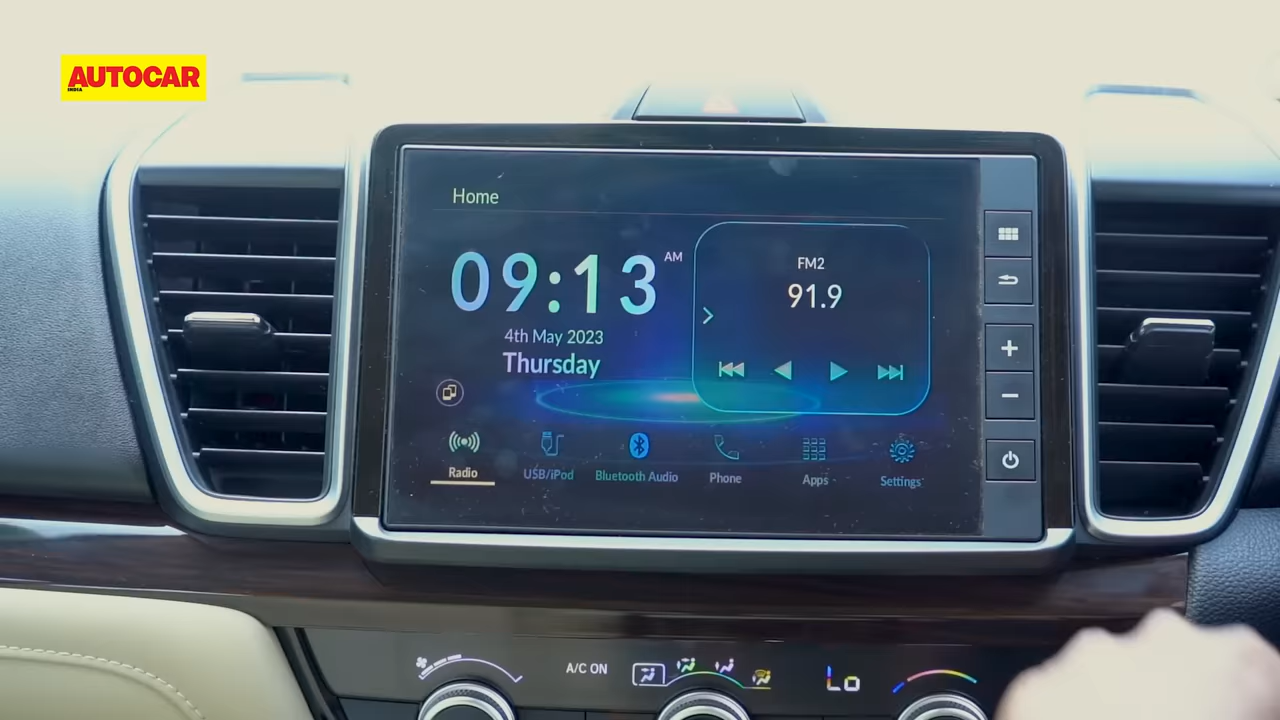 AUTOCAR
INDIA
Home
09:13 AM
4th May 2023
Thursday
FM2
91.9
Radio
USB/iPod
Bluetooth Audio
Phone
Apps
Settings
A/C ON
Lo